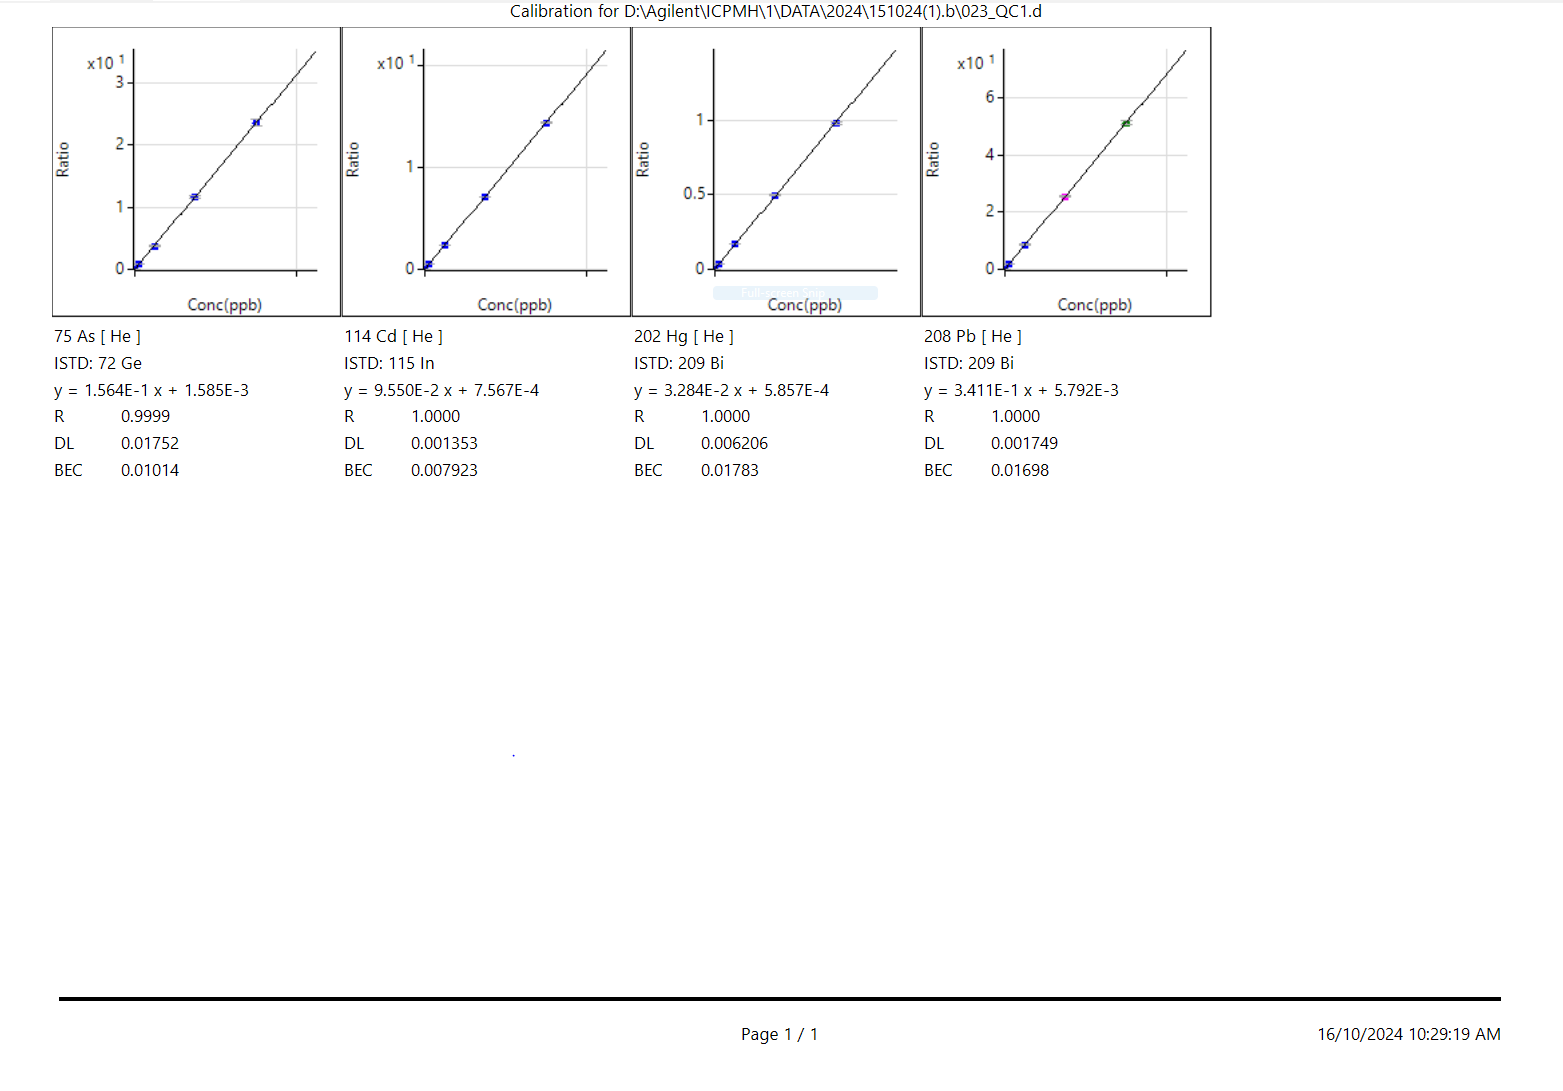 Calibration for D:\Agilent\ICPMH\1\DATA\2024\151024(1).b\023_QC1.d
x10 1
3
2
1
0
Ratio
Conc(ppb)
75 As [ He ]
ISTD: 72 Ge
y = 1.564E-1 x + 1.585E-3
R 0.9999
DL 0.01752
BEC 0.01014
x10 1
1
0
Ratio
Conc(ppb)
114 Cd [ He ]
ISTD: 115 In
y = 9.550E-2 x + 7.567E-4
R 1.0000
DL 0.001353
BEC 0.007923
1
0.5
0
Ratio
Full-screen Snip
Conc(ppb)
202 Hg [ He ]
ISTD: 209 Bi
y = 3.284E-2 x + 5.857E-4
R 1.0000
DL 0.006206
BEC 0.01783
x10 1
6
4
2
0
Ratio
Conc(ppb)
208 Pb [ He ]
ISTD: 209 Bi
y = 3.411E-1 x + 5.792E-3
R 1.0000
DL 0.001749
BEC 0.01698
Page 1 / 1
16/10/2024 10:29:19 AM